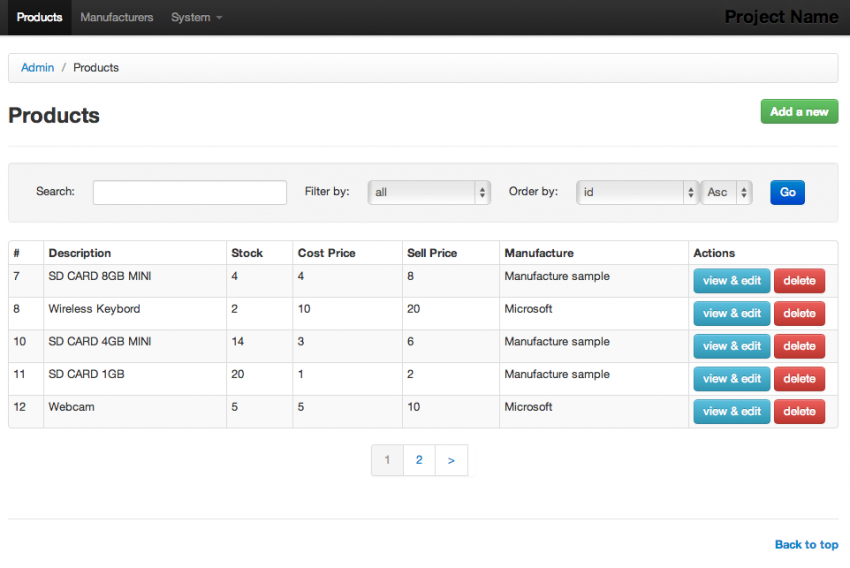 Products Manufacturers System Project Name
Admin / Products
Products Add a new
Search: Filter by: all Order by: id Asc Go
# Description Stock Cost Price Sell Price Manufacture Actions
7 SD CARD 8GB MINI 4 4 8 Manufacture sample view & edit delete
8 Wireless Keybord 2 10 20 Microsoft view & edit delete
10 SD CARD 4GB MINI 14 3 6 Manufacture sample view & edit delete
11 SD CARD 1GB 20 1 2 Manufacture sample view & edit delete
12 Webcam 5 5 10 Microsoft view & edit delete
1 2 >
Back to top